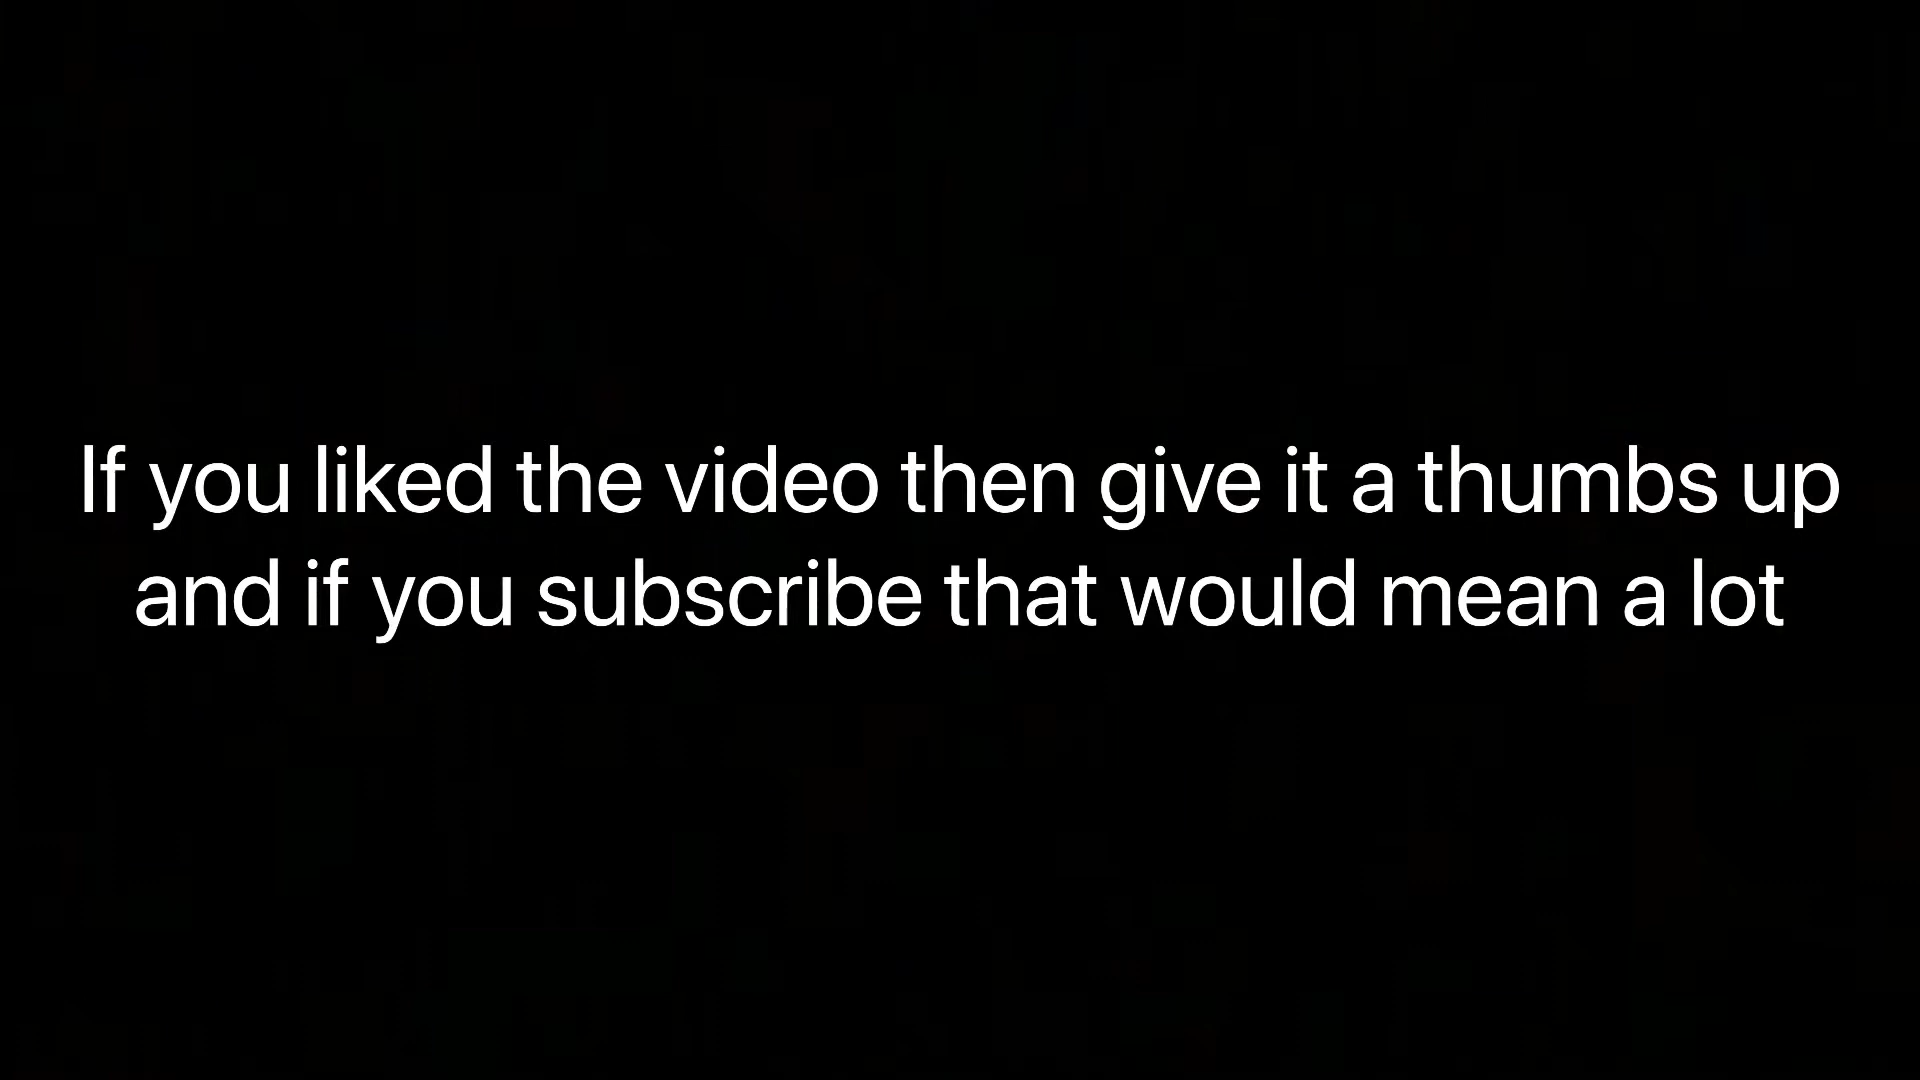 If you liked the video then give it a thumbs up
and if you subscribe that would mean a lot